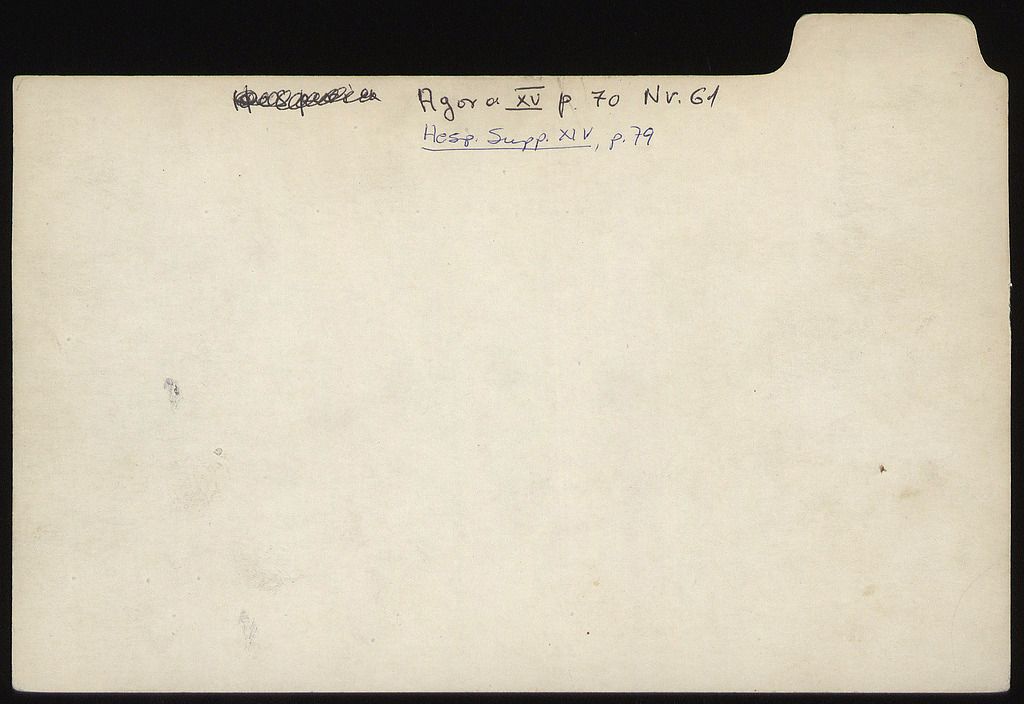 Agora XV p. 70 Nr. 61
Hesp. Supp. XIV, p. 79